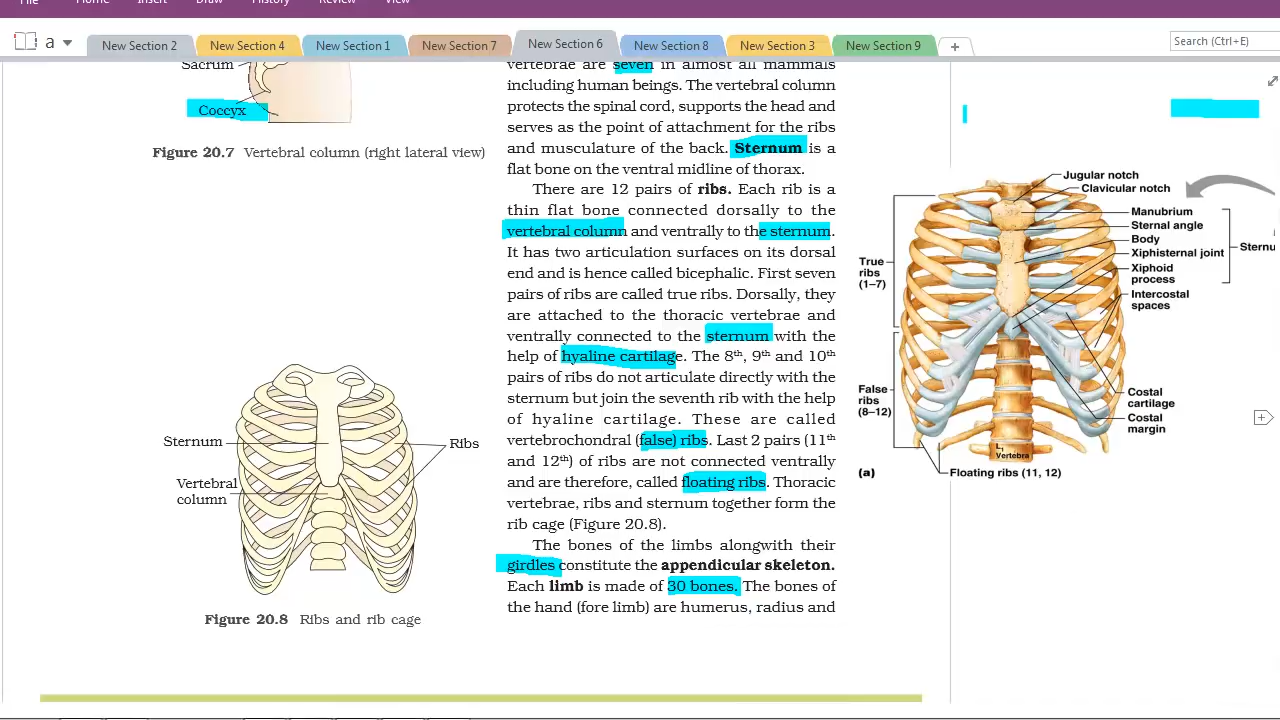 File Home Insert Draw History Review View
a New Section 2 New Section 4 New Section 1 New Section 7 New Section 6 New Section 8 New Section 3 New Section 9 +
Search (Ctrl+E)
Sacrum
Coccyx
Figure 20.7 Vertebral column (right lateral view)
Sternum
Ribs
Vertebral
column
Figure 20.8 Ribs and rib cage
vertebrae are seven in almost all mammals
including human beings. The vertebral column
protects the spinal cord, supports the head and
serves as the point of attachment for the ribs
and musculature of the back. Sternum is a
flat bone on the ventral midline of thorax.
There are 12 pairs of ribs. Each rib is a
thin flat bone connected dorsally to the
vertebral column and ventrally to the sternum.
It has two articulation surfaces on its dorsal
end and is hence called bicephalic. First seven
pairs of ribs are called true ribs. Dorsally, they
are attached to the thoracic vertebrae and
ventrally connected to the sternum with the
help of hyaline cartilage. The 8th, 9th and 10th
pairs of ribs do not articulate directly with the
sternum but join the seventh rib with the help
of hyaline cartilage. These are called
vertebrochondral (false) ribs. Last 2 pairs (11th
and 12th) of ribs are not connected ventrally
and are therefore, called floating ribs. Thoracic
vertebrae, ribs and sternum together form the
rib cage (Figure 20.8).
The bones of the limbs alongwith their
girdles constitute the appendicular skeleton.
Each limb is made of 30 bones. The bones of
the hand (fore limb) are humerus, radius and
Jugular notch
Clavicular notch
Manubrium
Sternal angle
Body
Xiphisternal joint
Xiphoid
process
Sternu
Intercostal
spaces
True
ribs
(1–7)
False
ribs
(8–12)
Costal
cartilage
Costal
margin
L1
Vertebra
Floating ribs (11, 12)
(a)